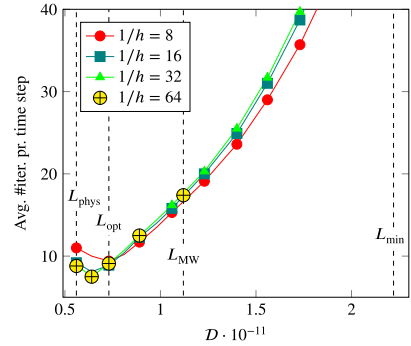 40
30
20
10
Avg. #iter. pr. time step
1/h = 8
1/h = 16
1/h = 32
1/h = 64
L_phys
L_opt
L_MW
L_min
0.5 1 1.5 2
𝒟 · 10⁻¹¹